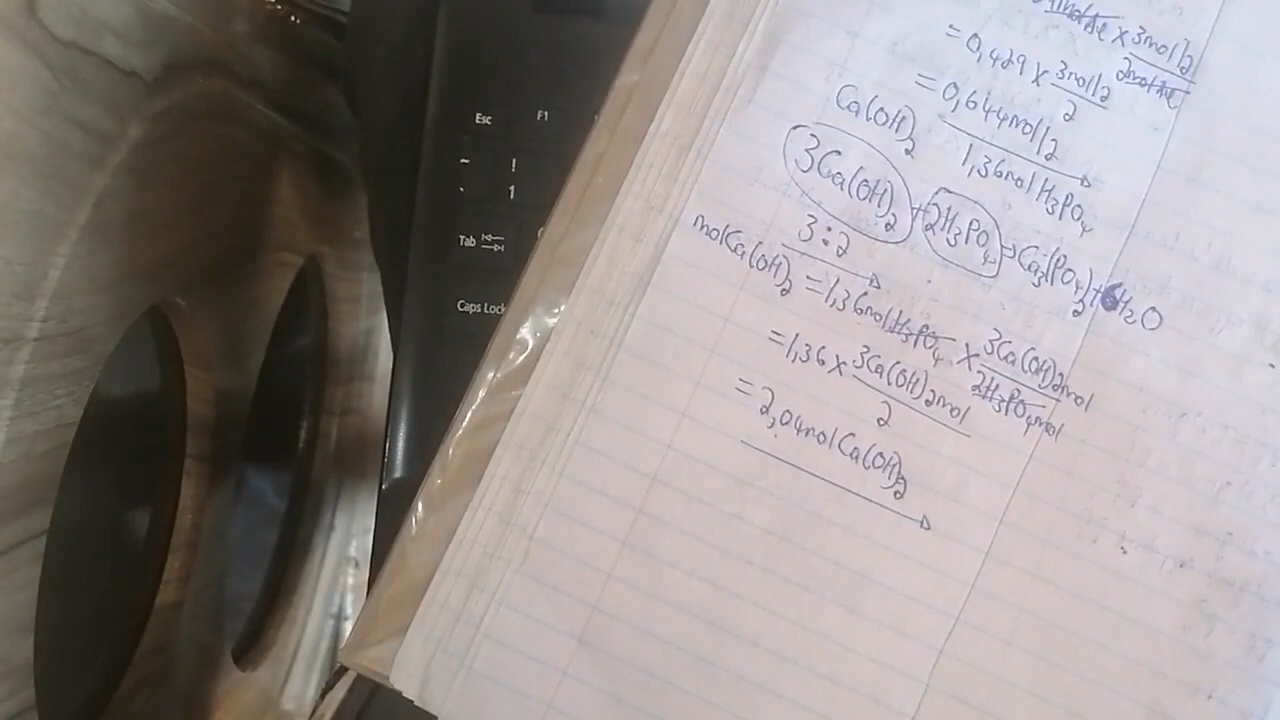 Esc
F1
~ !
` 1
Tab
Caps Lock
x 3mol I2
2mol Al
= 0,429 x 3mol I2
2
= 0,644mol I2
Ca(OH)2
1,36mol H3PO4
3Ca(OH)2 + 2H3PO4 → Ca3(PO4)2 + 6H2O
3:2
molCa(OH)2 = 1,36mol H3PO4 x 3Ca(OH)2mol
2H3PO4mol
= 1,36 x 3Ca(OH)2mol
2
= 2,04mol Ca(OH)2